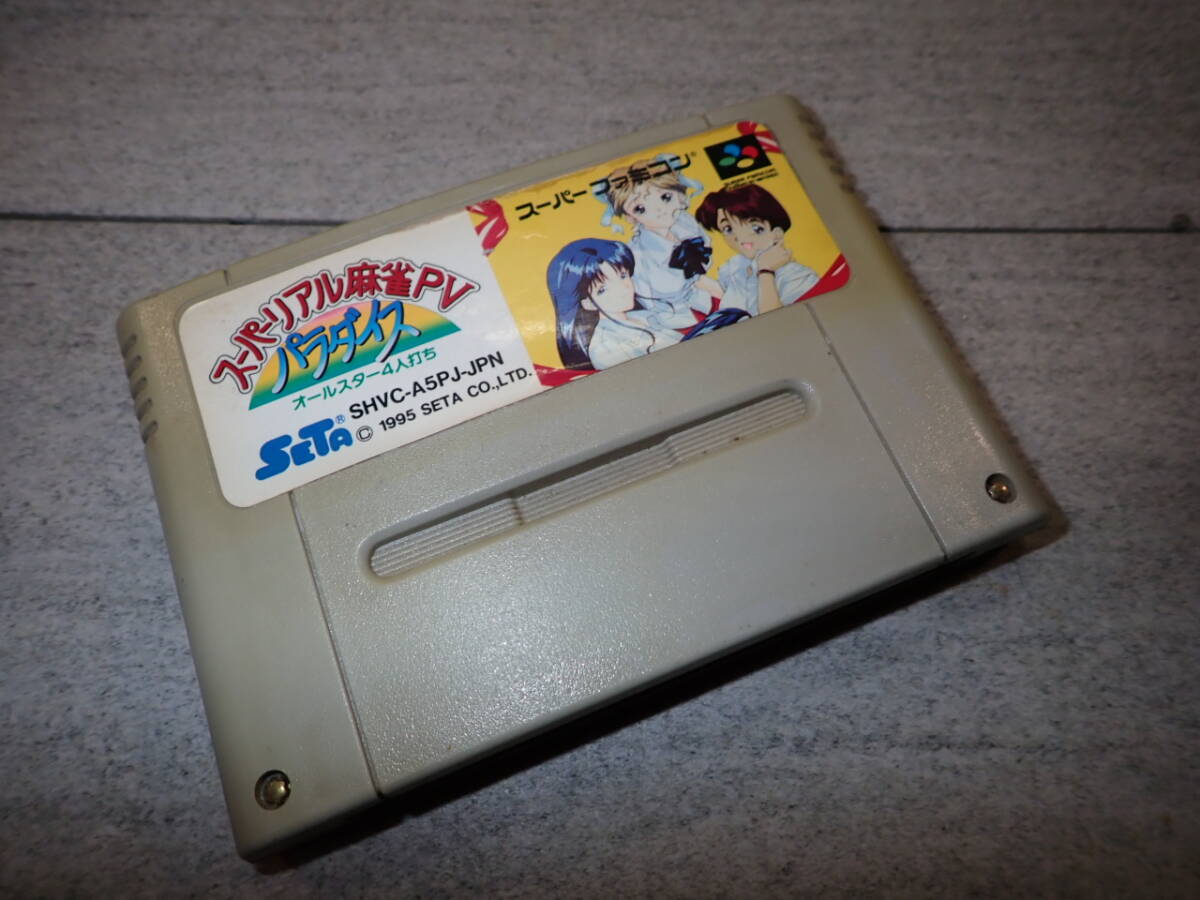 スーパーファミコン®
スーパーリアル麻雀PV
パラダイス
オールスター4人打ち
SHVC-A5PJ-JPN
SETA®
© 1995 SETA CO.,LTD.